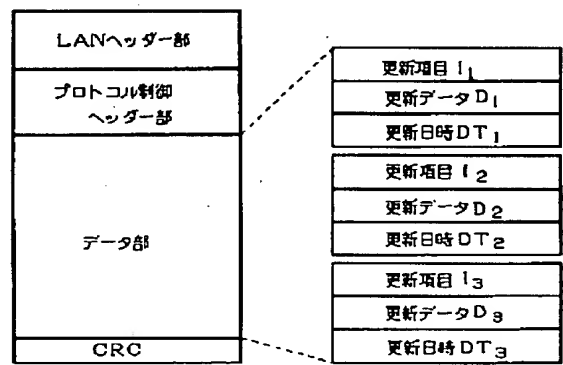 LANヘッダー部
プロトコル制御
ヘッダー部
データ部
CRC
更新項目 I1
更新データ D1
更新日時 DT1
更新項目 I2
更新データ D2
更新日時 DT2
更新項目 I3
更新データ D3
更新日時 DT3